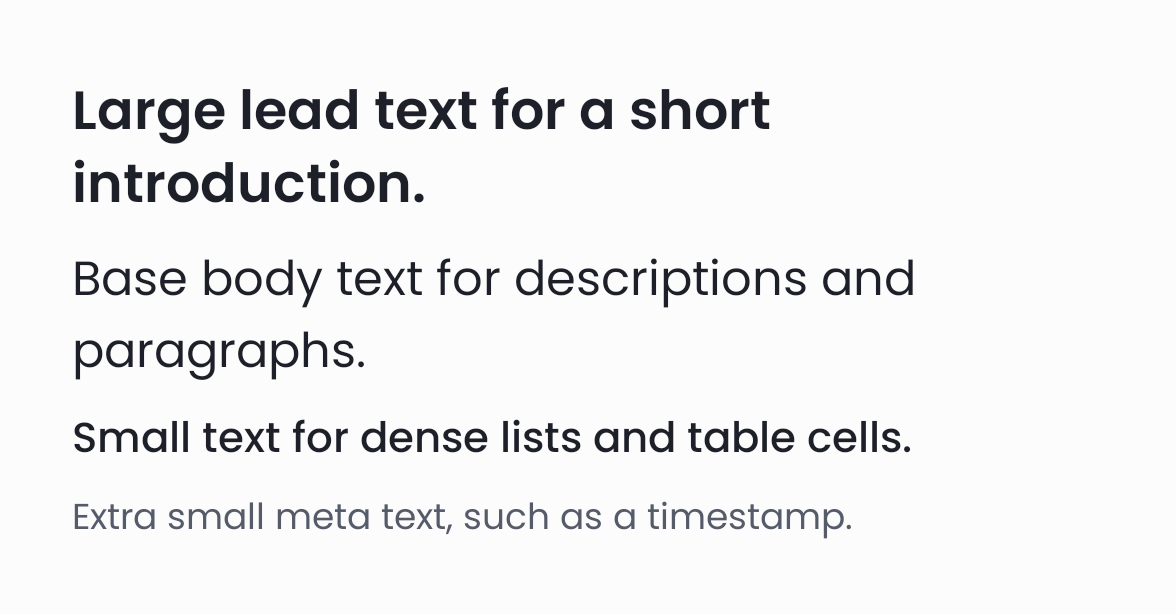 Large lead text for a short
introduction.
Base body text for descriptions and
paragraphs.
Small text for dense lists and table cells.
Extra small meta text, such as a timestamp.